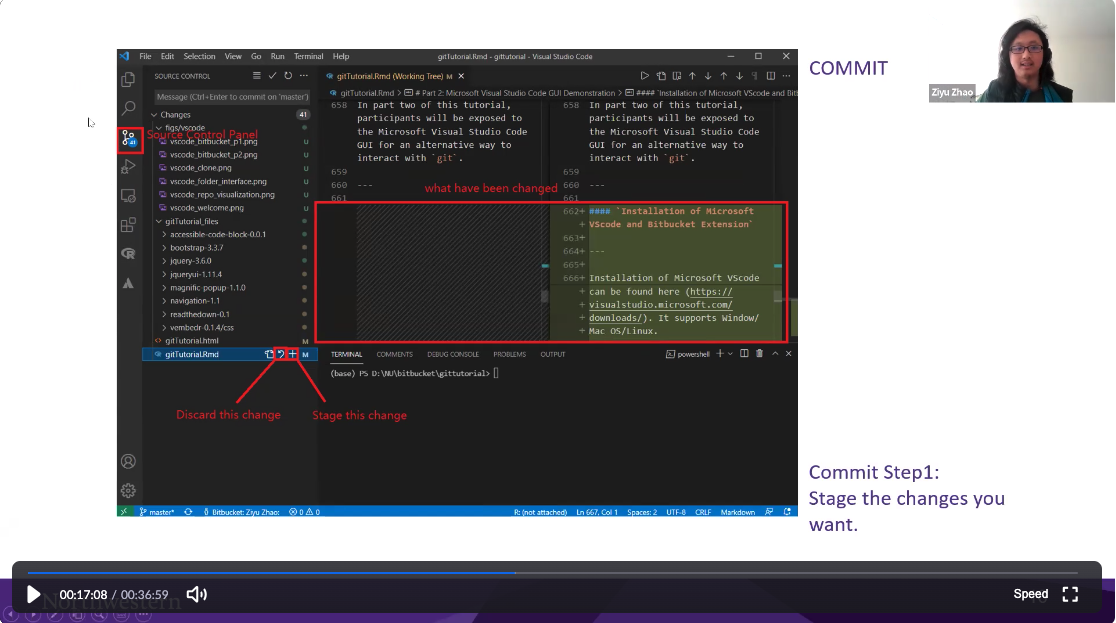 File Edit Selection View Go Run Terminal Help
gitTutorial.Rmd - gittutorial - Visual Studio Code
SOURCE CONTROL
gitTutorial.Rmd (Working Tree) M
Message (Ctrl+Enter to commit on 'master')
gitTutorial.Rmd > # Part 2: Microsoft Visual Studio Code GUI Demonstration > #### `Installation of Microsoft VScode and Bit
Changes 41
figs/vscode
Source Control Panel
41
vscode_bitbucket_p1.png U
vscode_bitbucket_p2.png U
vscode_clone.png U
vscode_folder_interface.png U
vscode_repo_visualization.png U
vscode_welcome.png U
gitTutorial_files
accessible-code-block-0.0.1
bootstrap-3.3.7
jquery-3.6.0
jqueryui-1.11.4
magnific-popup-1.1.0
navigation-1.1
readthedown-0.1
vembedr-0.1.4/css
gitTutorial.html M
gitTutorial.Rmd M
Discard this change
Stage this change
658 In part two of this tutorial,
participants will be exposed to
the Microsoft Visual Studio Code
GUI for an alternative way to
interact with `git`.
659
660 ---
661
658 In part two of this tutorial,
participants will be exposed to
the Microsoft Visual Studio Code
GUI for an alternative way to
interact with `git`.
659
660 ---
661
what have been changed
662+ #### `Installation of Microsoft
+ VScode and Bitbucket Extension`
663+
664+ ---
665+
666+ Installation of Microsoft VScode
+ can be found here (https://
+ visualstudio.microsoft.com/
+ downloads/). It supports Window/
+ Mac OS/Linux.
TERMINAL COMMENTS DEBUG CONSOLE PROBLEMS OUTPUT
powershell
(base) PS D:\NU\bitbucket\gittutorial>
master* Bitbucket: Ziyu Zhao: 0 0
R: (not attached) Ln 667, Col 1 Spaces: 2 UTF-8 CRLF Markdown
COMMIT
Ziyu Zhao
Commit Step1:
Stage the changes you
want.
00:17:08 / 00:36:59
Speed
Northwestern